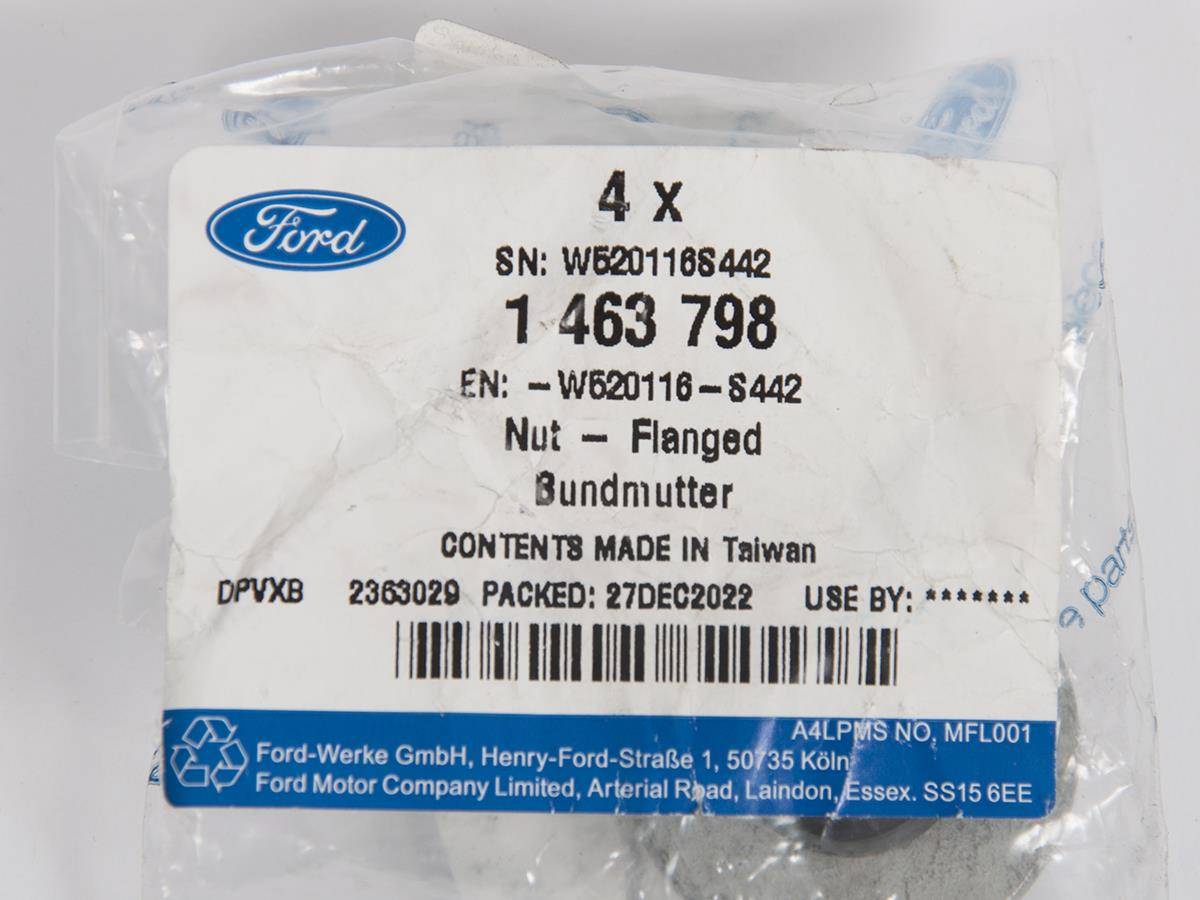 Ford
4 x
SN: W520116S442
1 463 798
EN: -W520116-S442
Nut - Flanged
Bundmutter
CONTENTS MADE IN Taiwan
DPVXB 2363029 PACKED: 27DEC2022 USE BY: *******
parts
A4LPMS NO. MFL001
Ford-Werke GmbH, Henry-Ford-Straße 1, 50735 Köln
Ford Motor Company Limited, Arterial Road, Laindon, Essex. SS15 6EE